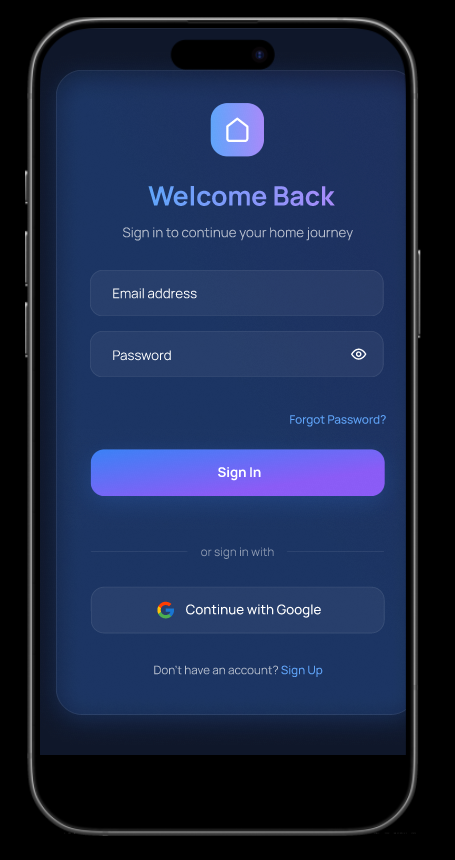 Welcome Back
Sign in to continue your home journey
Email address
Password
Forgot Password?
Sign In
or sign in with
Continue with Google
Don't have an account? Sign Up